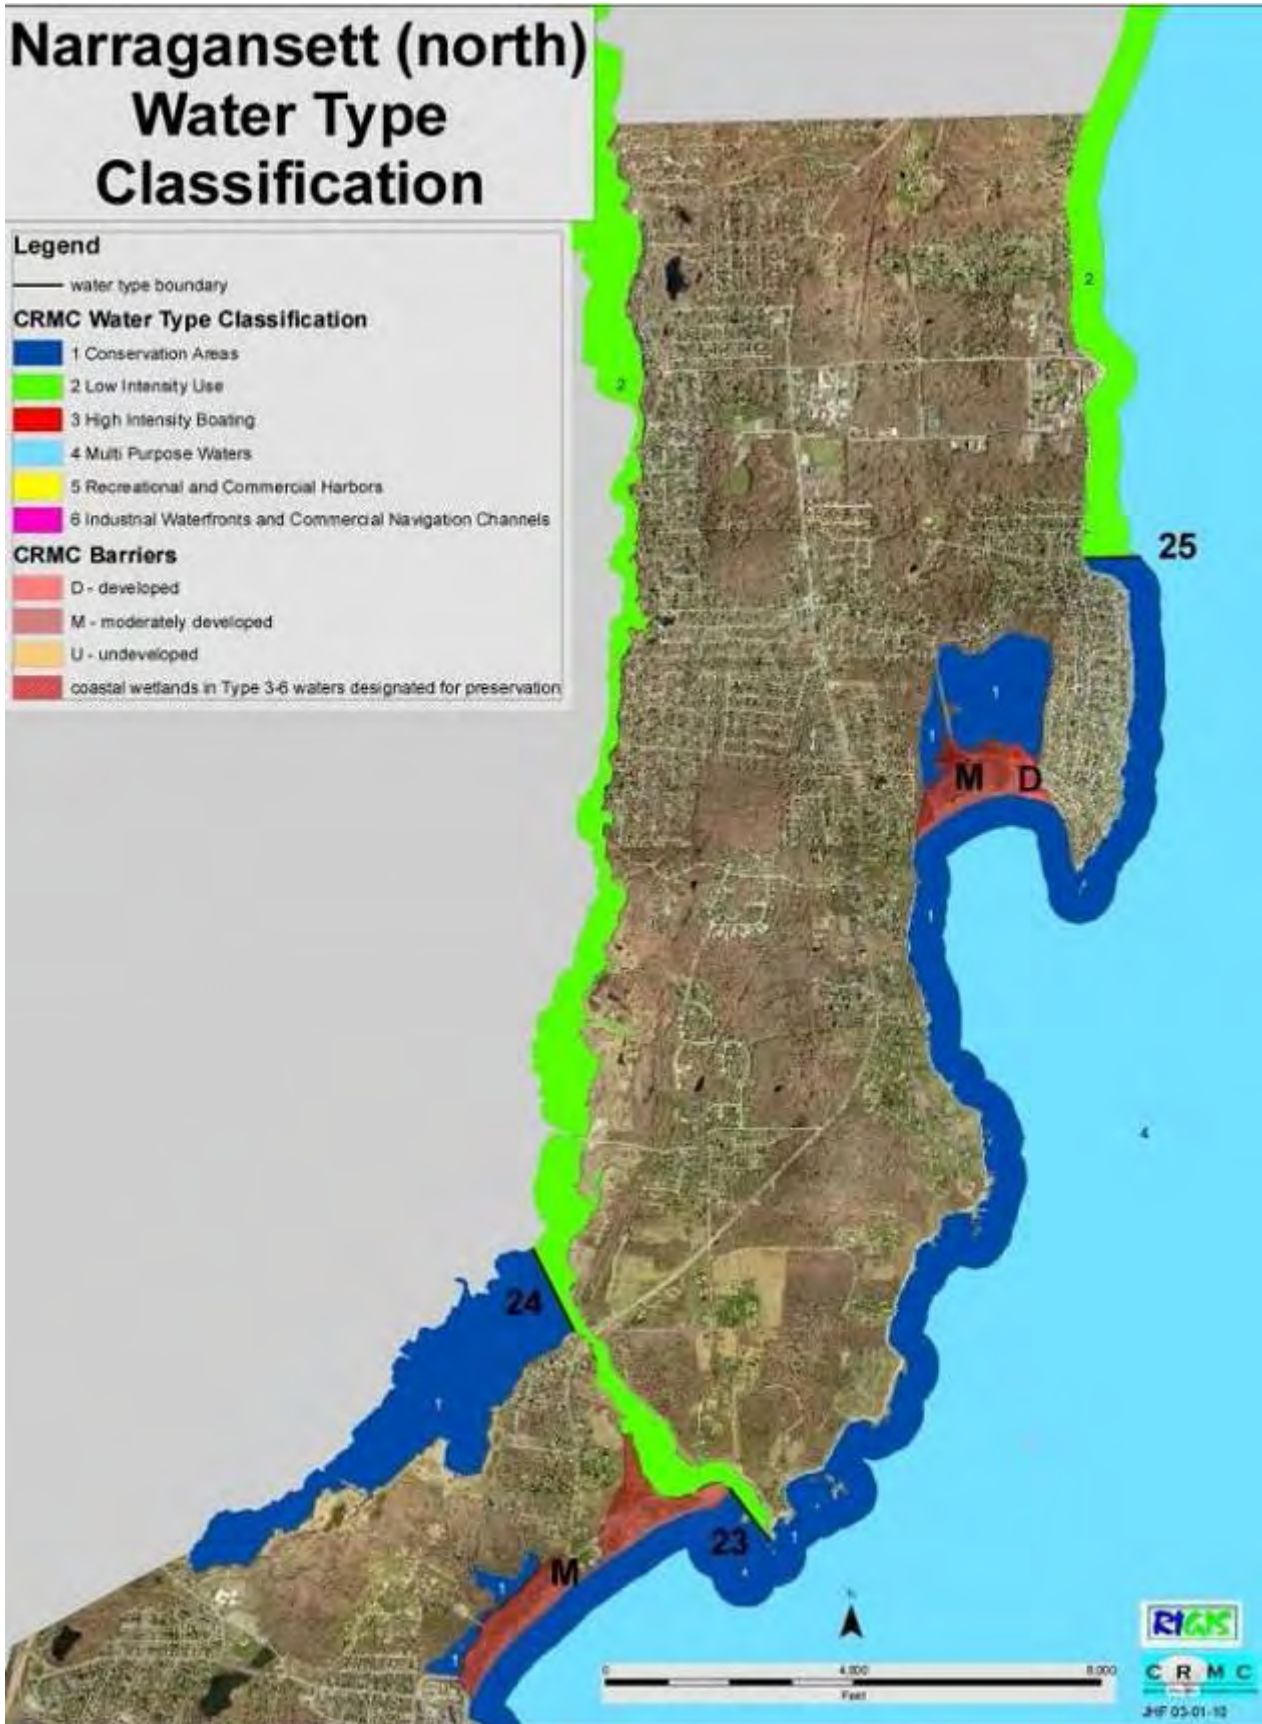 Narragansett (north)
Water Type
Classification
Legend
water type boundary
CRMC Water Type Classification
1 Conservation Areas
2 Low Intensity Use
3 High Intensity Boating
4 Multi Purpose Waters
5 Recreational and Commercial Harbors
6 Industrial Waterfronts and Commercial Navigation Channels
CRMC Barriers
D - developed
M - moderately developed
U - undeveloped
coastal wetlands in Type 3-6 waters designated for preservation
2
2
25
1
1
M D
1
4
24
1
23
1
M
1
1
0 4,000 8,000
Feet
RIGIS
C R M C
JHF 03-01-10